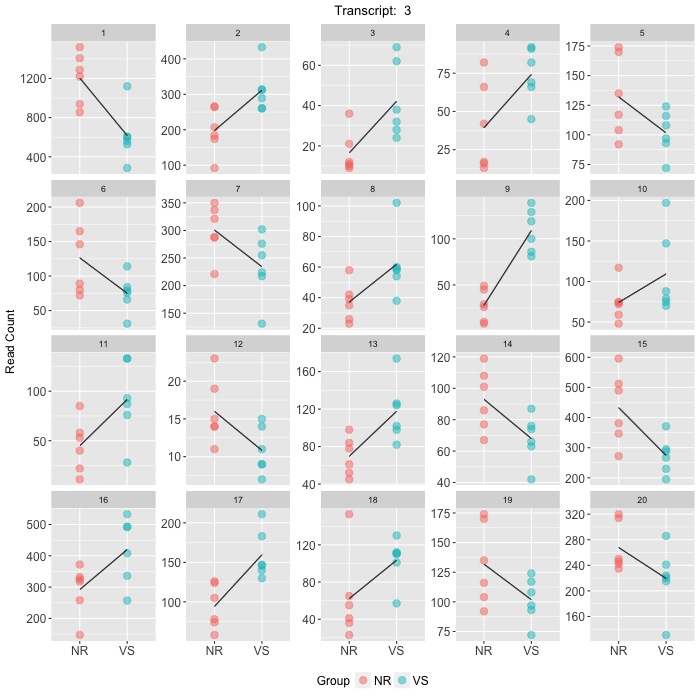 Transcript: 3
1 2 3 4 5
1200 800 400
400 300 200 100
60 40 20
75 50 25
175 150 125 100 75
6 7 8 9 10
200 150 100 50
350 300 250 200 150
100 80 60 40 20
100 50
200 150 100 50
Read Count
11 12 13 14 15
100 50
20 15 10
160 120 80 40
120 100 80 60 40
600 500 400 300 200
16 17 18 19 20
500 400 300 200
200 150 100
120 80 40
175 150 125 100 75
320 280 240 200 160
NR VS NR VS NR VS NR VS NR VS
Group NR VS